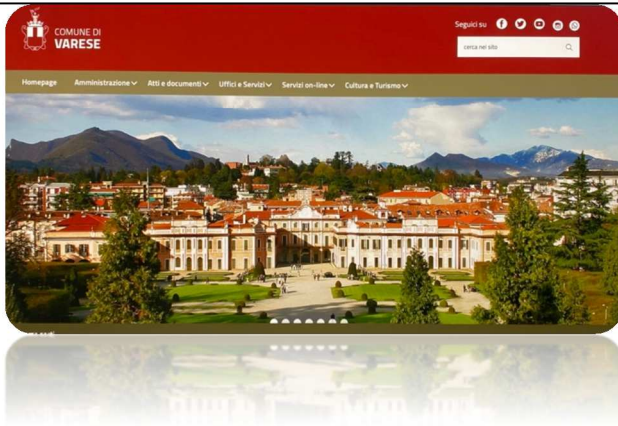 COMUNE DI
VARESE
Seguici su
cerca nel sito
Homepage Amministrazione Atti e documenti Uffici e Servizi Servizi on-line Cultura e Turismo